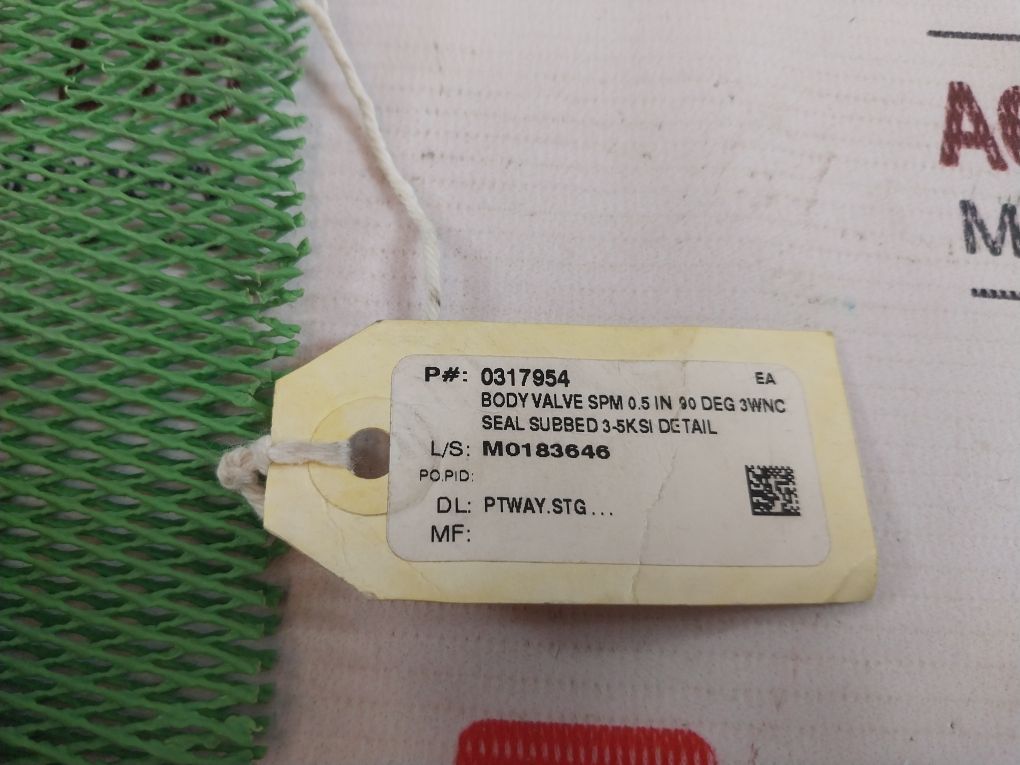 P#: 0317954 EA
BODY VALVE SPM 0.5 IN 90 DEG 3WNC
SEAL SUBBED 3-5KSI DETAIL
L/S: M0183646
PO.PID:
DL: PTWAY.STG...
MF: